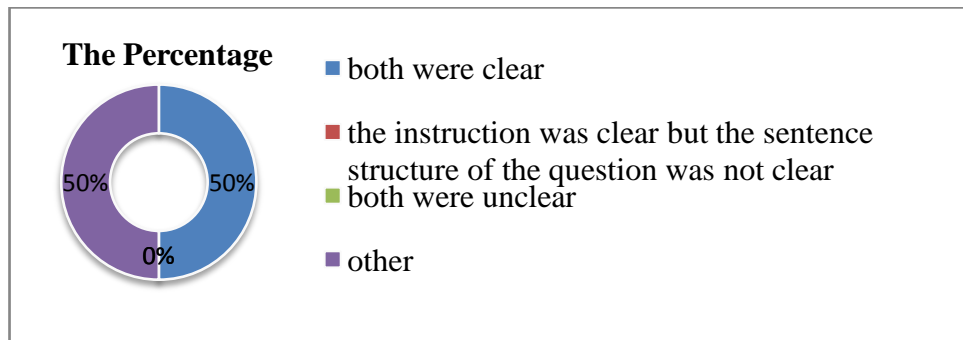 The Percentage
50%
50%
0%
both were clear
the instruction was clear but the sentence
structure of the question was not clear
both were unclear
other